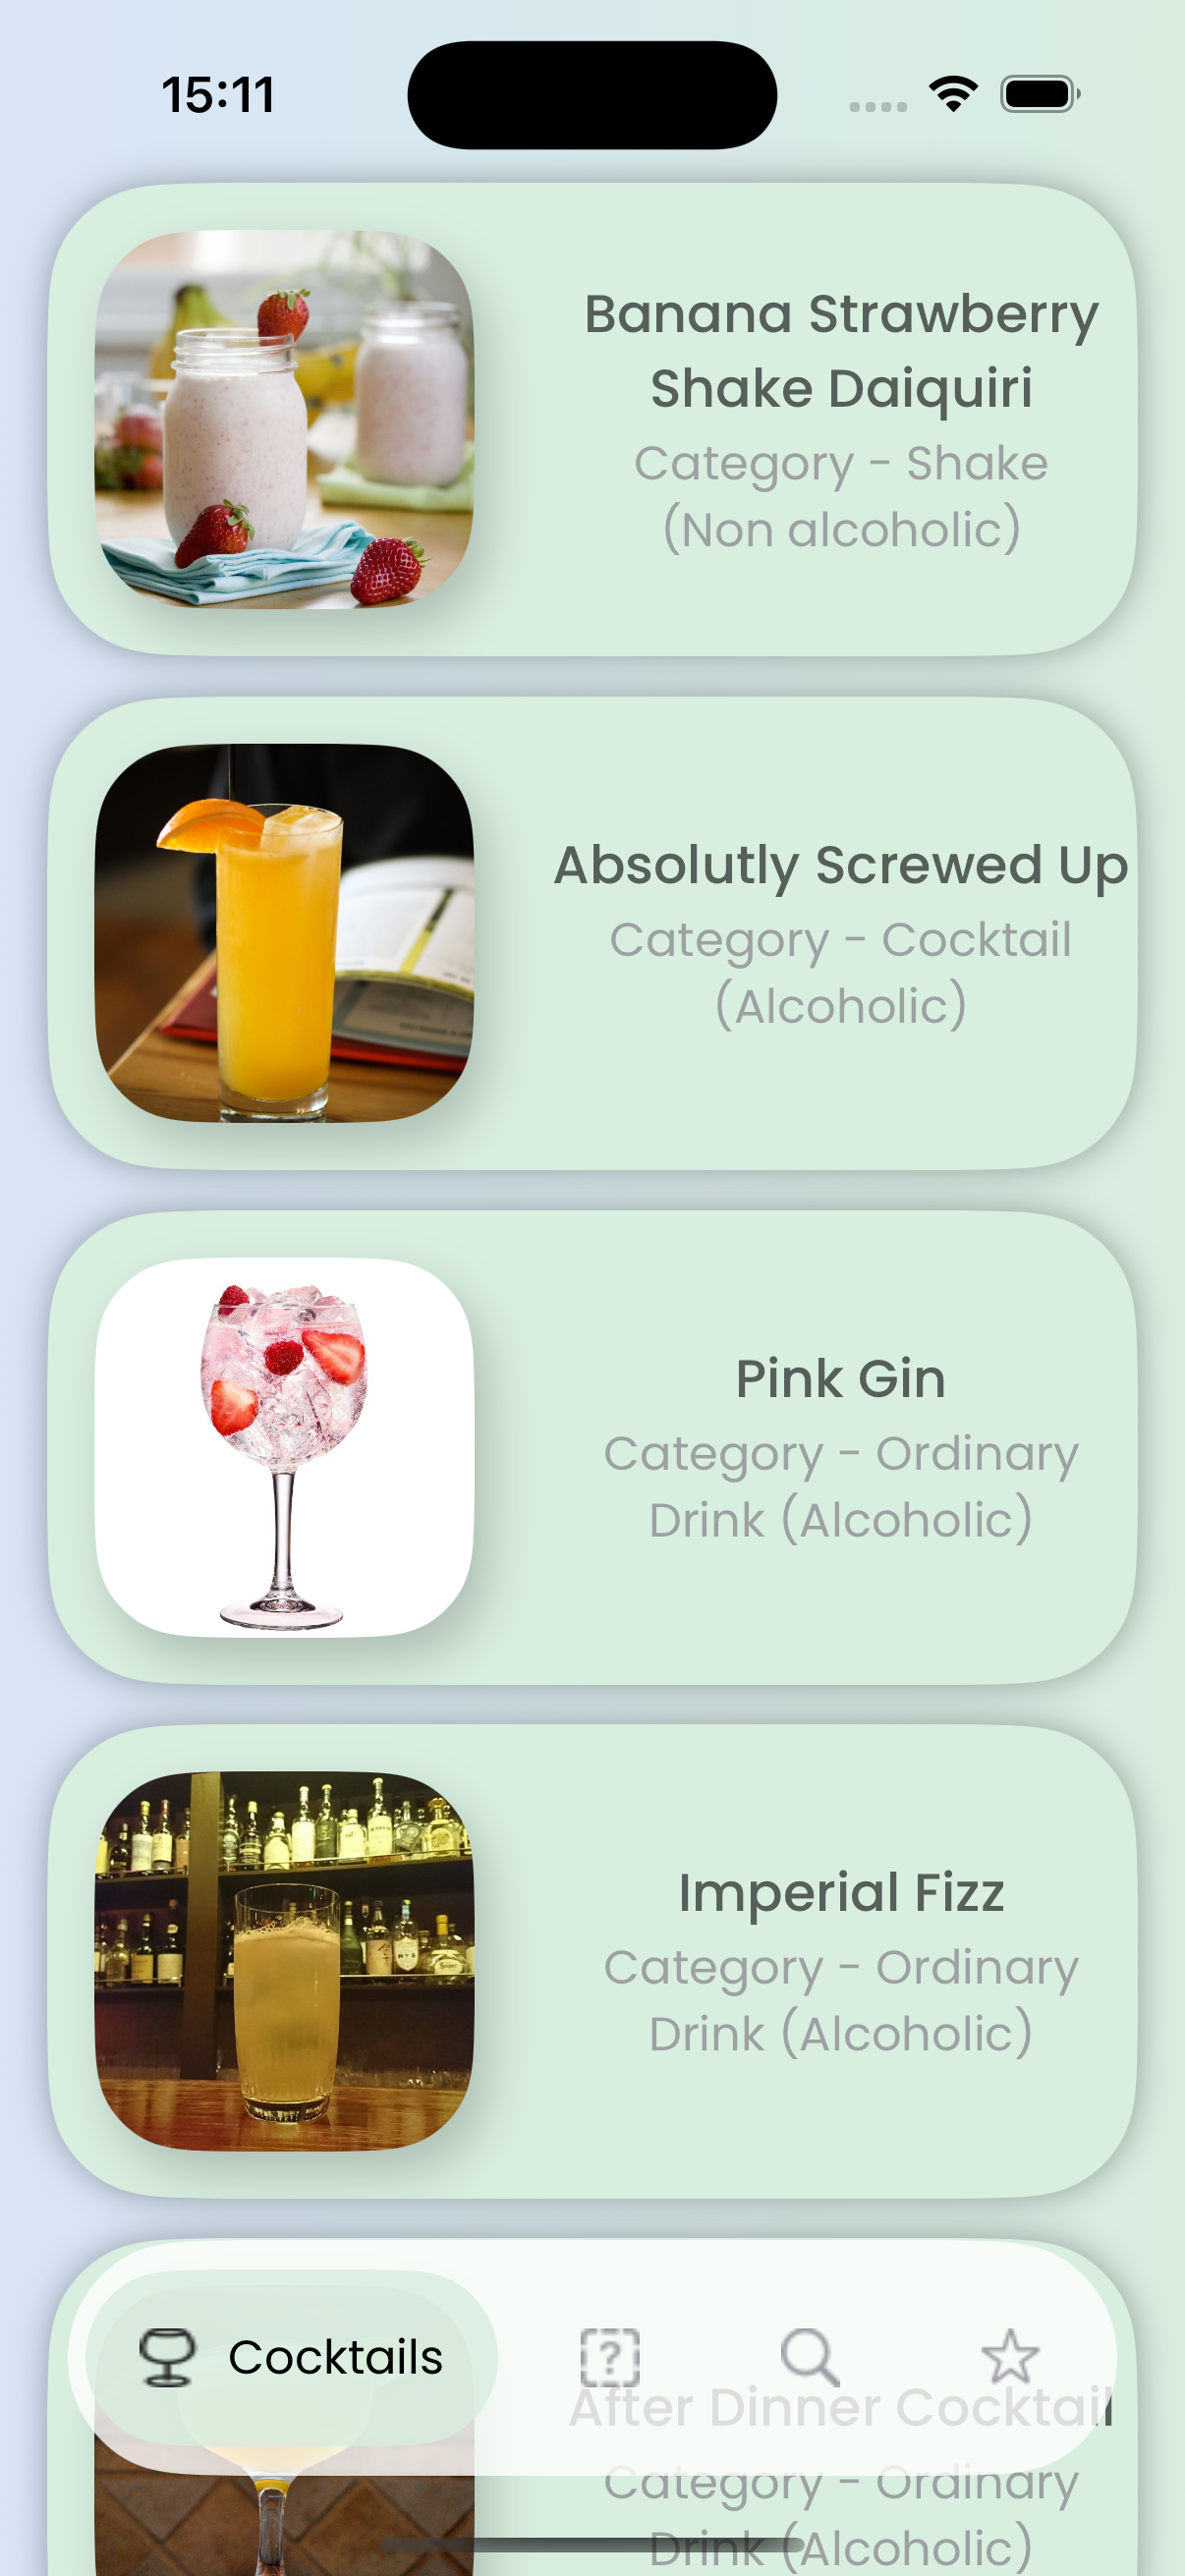 15:11
Banana Strawberry
Shake Daiquiri
Category - Shake
(Non alcoholic)
Absolutly Screwed Up
Category - Cocktail
(Alcoholic)
Pink Gin
Category - Ordinary
Drink (Alcoholic)
Imperial Fizz
Category - Ordinary
Drink (Alcoholic)
Cocktails
?
After Dinner Cocktail
Category - Ordinary
Drink (Alcoholic)